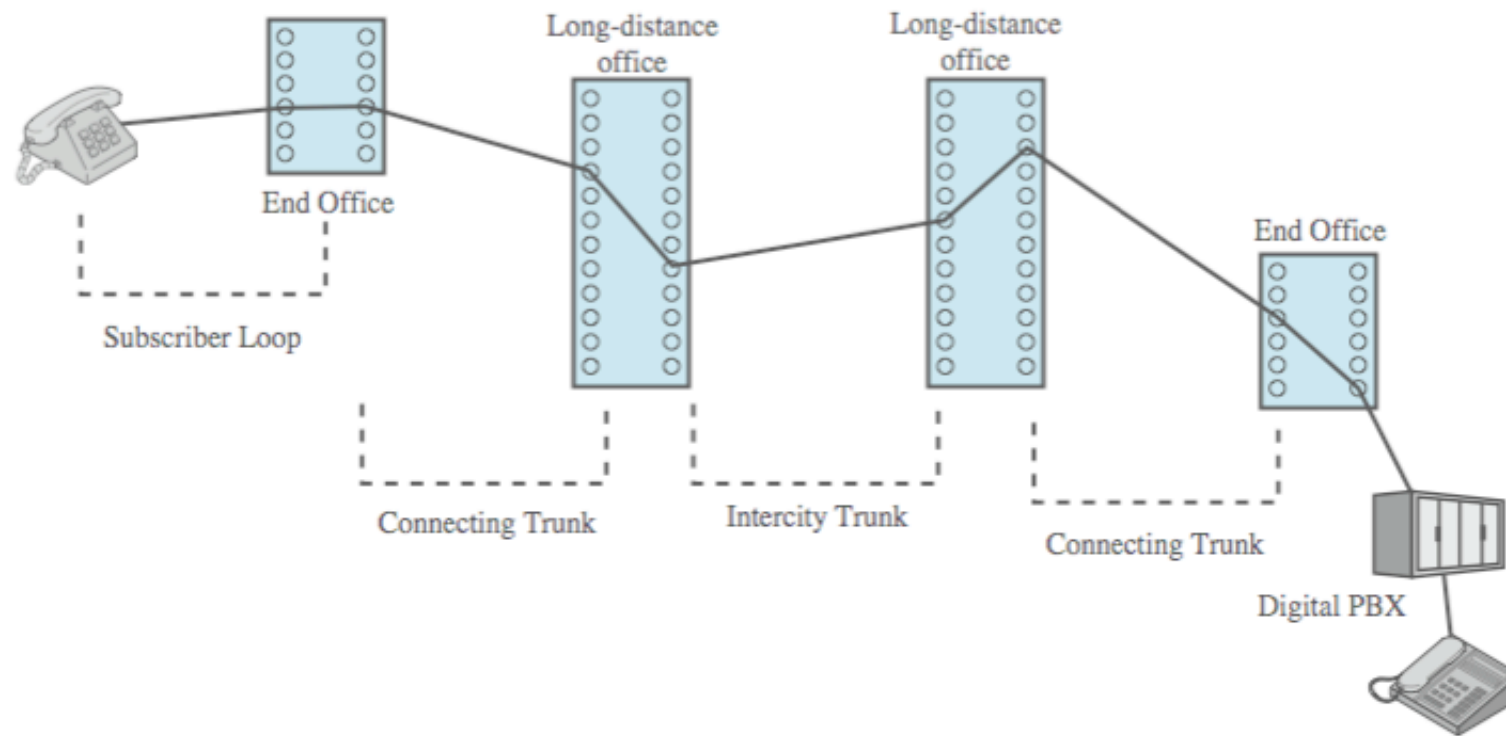 Long-distance
office
Long-distance
office
End Office
End Office
Subscriber Loop
Connecting Trunk
Intercity Trunk
Connecting Trunk
Digital PBX